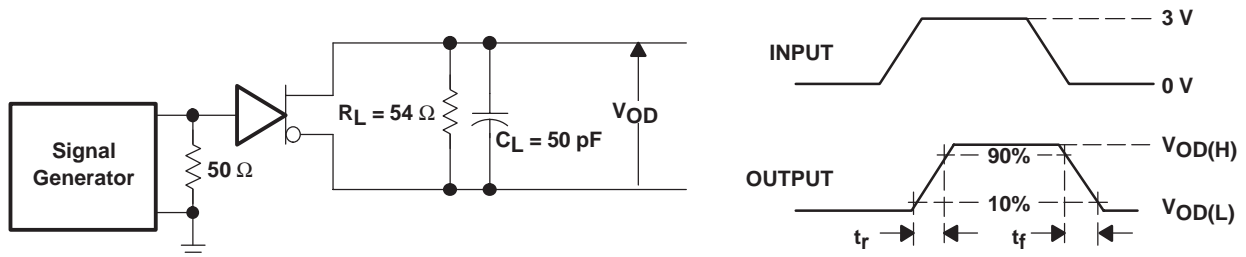 Signal
Generator
50 Ω
RL = 54 Ω
CL = 50 pF
VOD
INPUT
3 V
0 V
OUTPUT
90%
10%
VOD(H)
VOD(L)
tr
tf